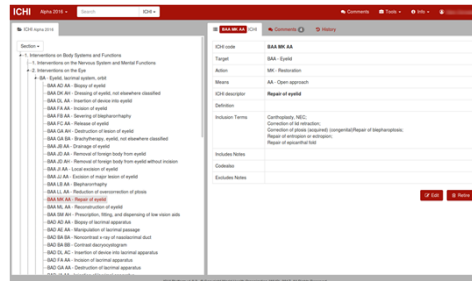 ICHI Alpha 2016 Search ICHI Comments Tools Info
ICHI Alpha 2016
Section
1. Interventions on Body Systems and Functions
1. Interventions on the Nervous System and Mental Functions
2. Interventions on the Eye
BA - Eyelid, lacrimal system, orbit
BAA AD AA - Biopsy of eyelid
BAA DK AH - Dressing of eyelid, not elsewhere classified
BAA DL AA - Insertion of device into eyelid
BAA FA AA - Incision of eyelid
BAA FB AA - Severing of blepharorrhaphy
BAA FC AA - Release of eyelid
BAA GA AH - Destruction of lesion of eyelid
BAA GA EA - Brachytherapy, eyelid, not elsewhere classified
BAA JB AA - Drainage of eyelid
BAA JD AA - Removal of foreign body from eyelid
BAA JD AH - Removal of foreign body from eyelid without incision
BAA JI AA - Local excision of eyelid
BAA JJ AA - Excision of major lesion of eyelid
BAA LB AA - Blepharorrhaphy
BAA LL AA - Reduction of overcorrection of ptosis
BAA MK AA - Repair of eyelid
BAA ML AA - Reconstruction of eyelid
BAA SM AH - Prescription, fitting, and dispensing of low vision aids
BAD AD AA - Biopsy of lacrimal apparatus
BAD AE AA - Manipulation of lacrimal passage
BAD BA BA - Noncontrast x-ray of nasolacrimal duct
BAD BA BB - Contrast dacryocystogram
BAD DL AC - Insertion of device into lacrimal apparatus
BAD FA AA - Incision of lacrimal apparatus
BAD GA AA - Destruction of lacrimal apparatus
BAA MK AA ICHI Comments 0 History
ICHI code BAA MK AA
Target BAA - Eyelid
Action MK - Restoration
Means AA - Open approach
ICHI descriptor Repair of eyelid
Definition
Inclusion Terms Canthoplasty, NEC;
Correction of lid retraction;
Correction of ptosis (acquired) (congenital)/Repair of blepharoptosis;
Repair of entropion or ectropion;
Repair of epicanthal fold
Includes Notes
Codealso
Excludes Notes
Edit Retire